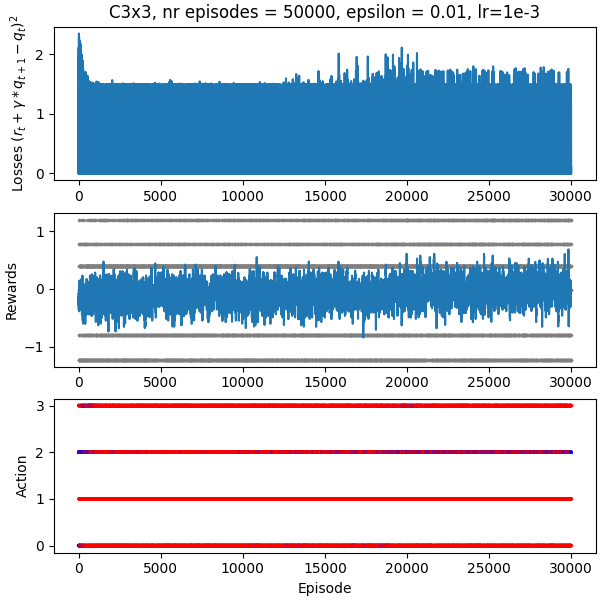 C3x3, nr episodes = 50000, epsilon = 0.01, lr=1e-3
Losses $(r_t + \gamma * q_{t+1} - q_t)^2$
2
1
0
0 5000 10000 15000 20000 25000 30000
Rewards
1
0
−1
0 5000 10000 15000 20000 25000 30000
Action
3
2
1
0
0 5000 10000 15000 20000 25000 30000
Episode